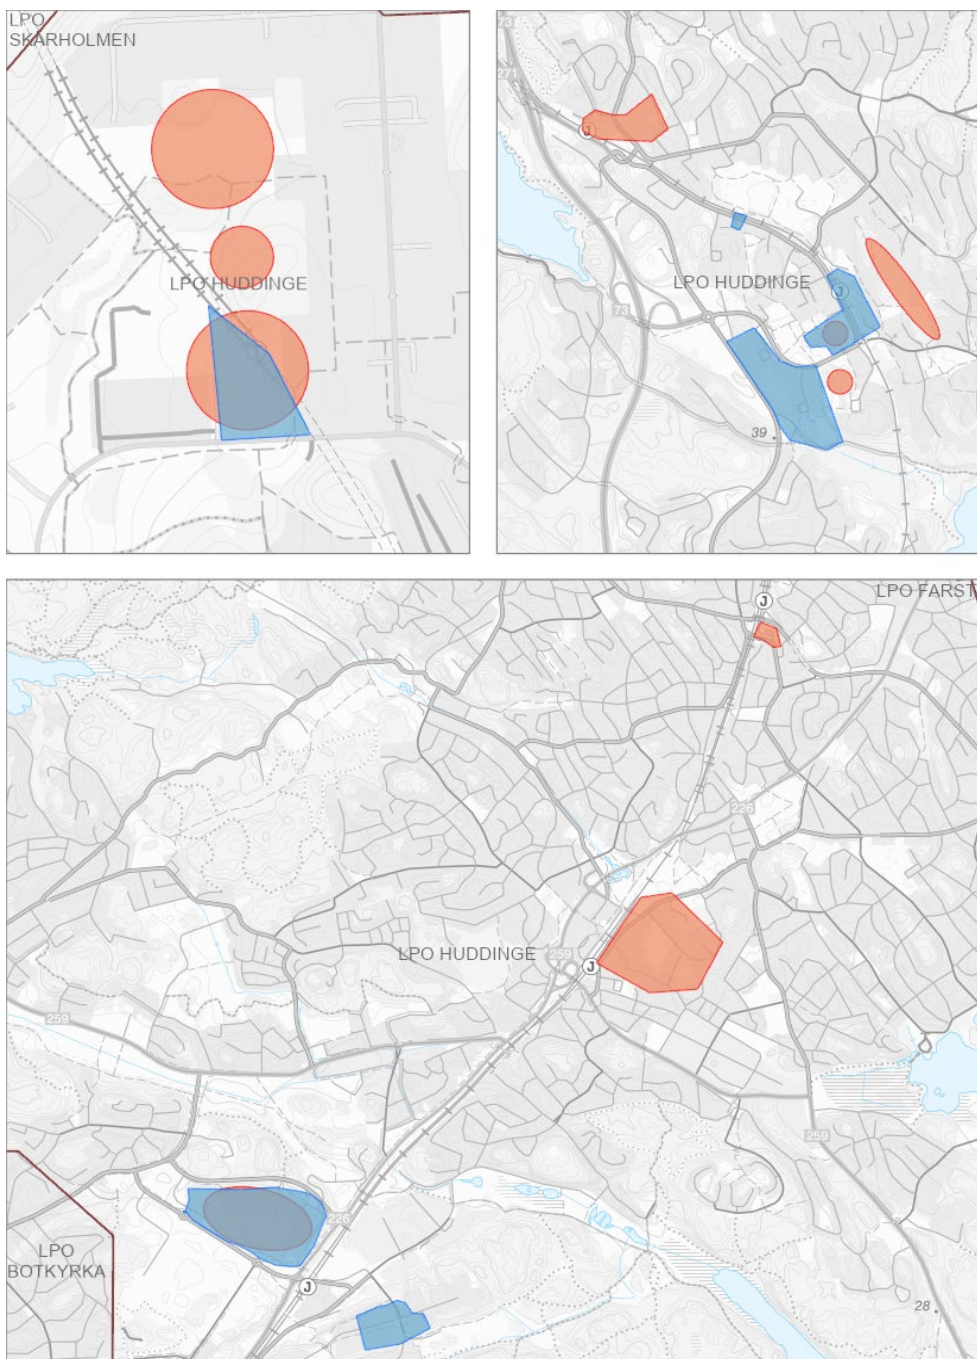 LPO
SKÄRHOLMEN
LPO HUDDINGE
T
73
271
J
LPO HUDDINGE
J
73
39
J
LPO FARST
226
LPO HUDDINGE
259
J
259
259
226
LPO
BOTKYRKA
J
28